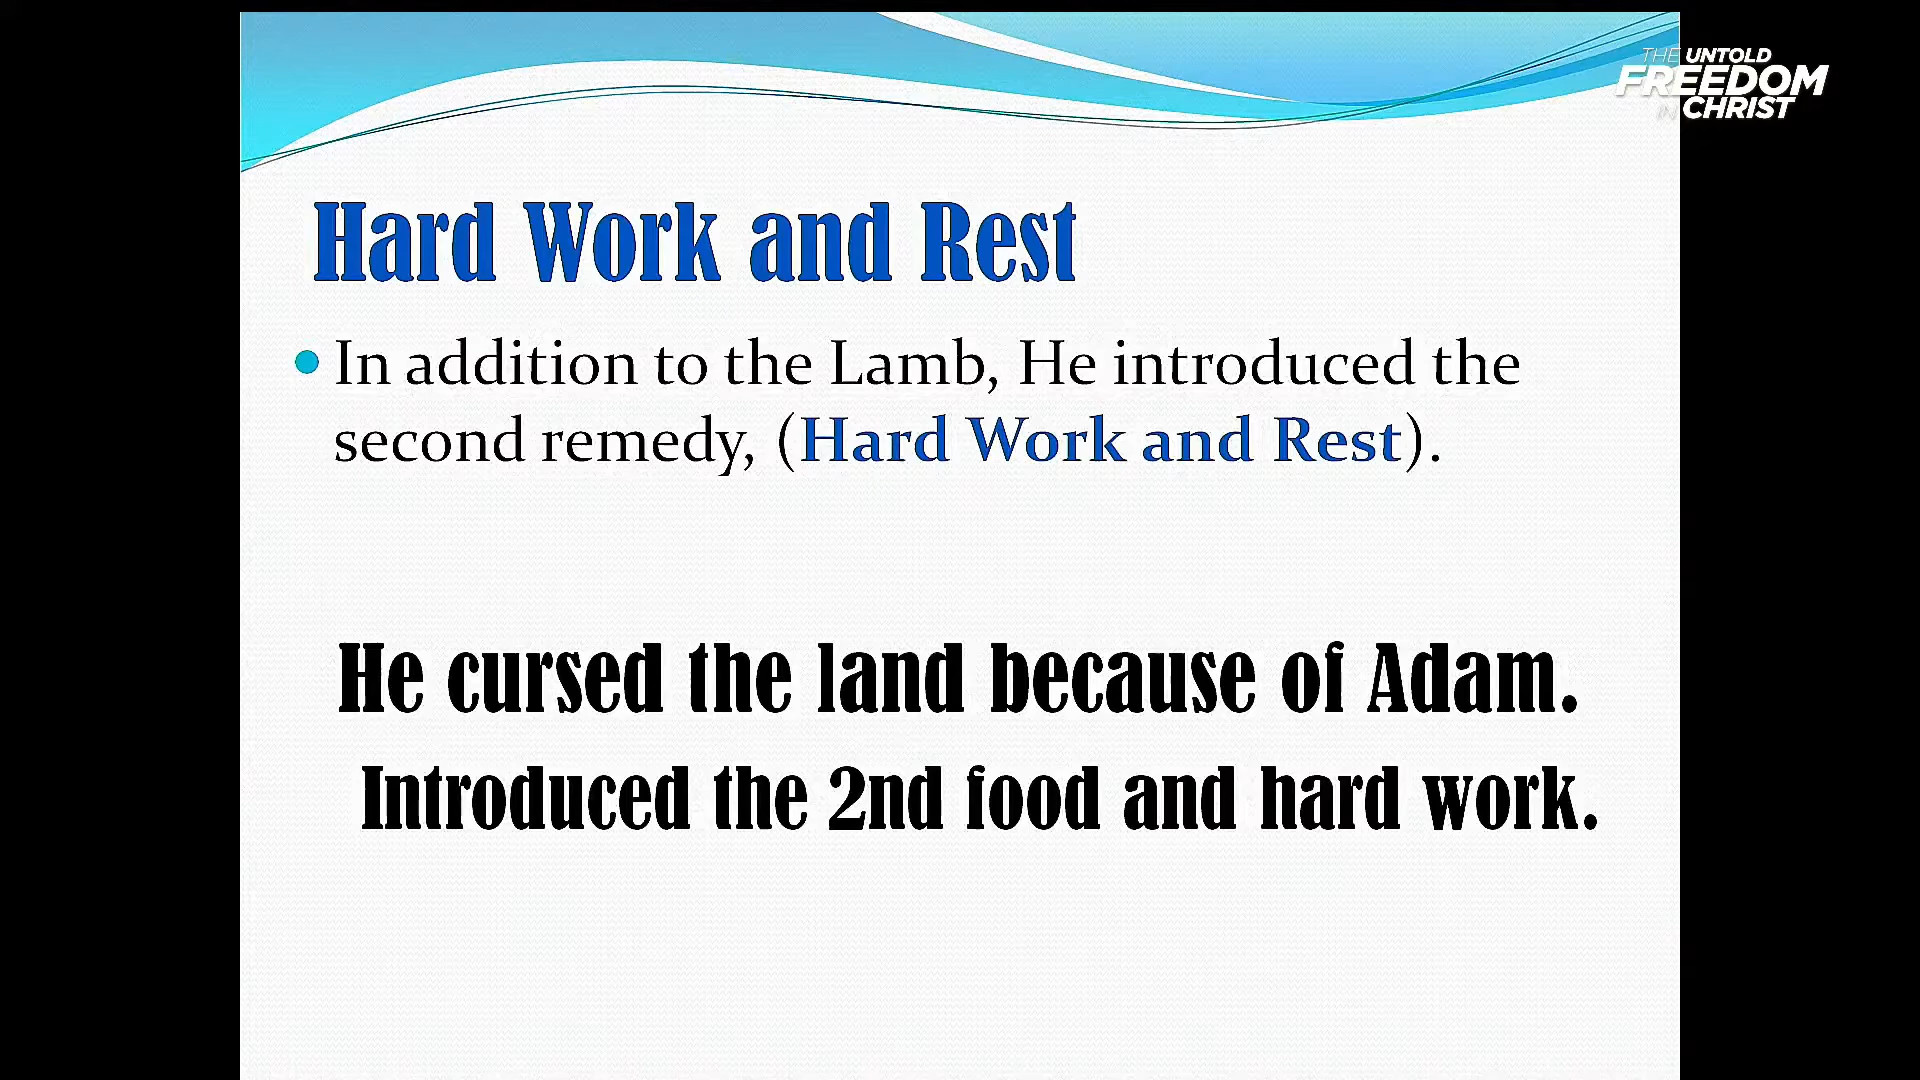 THE UNTOLD
FREEDOM
IN CHRIST
Hard Work and Rest
• In addition to the Lamb, He introduced the
second remedy, (Hard Work and Rest).
He cursed the land because of Adam.
Introduced the 2nd food and hard work.